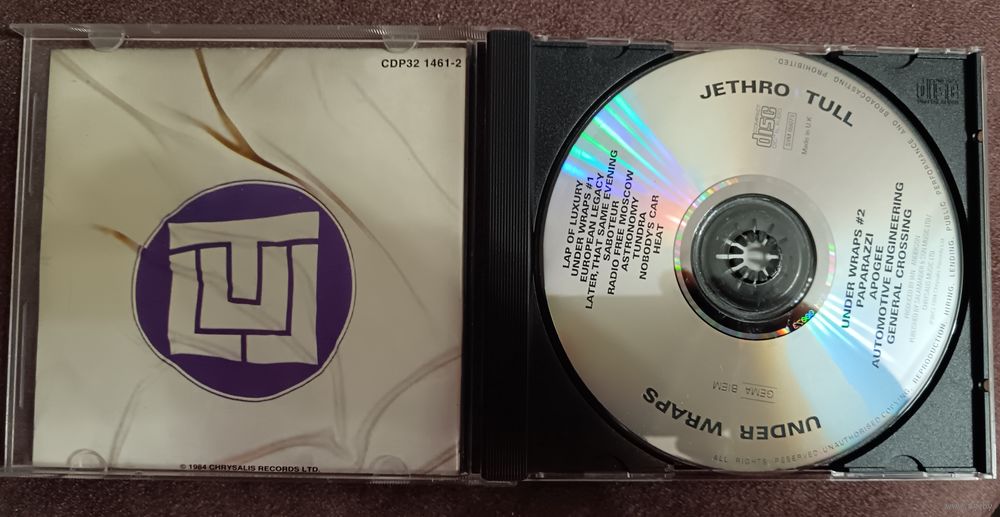 CDP32 1461-2
© 1984 CHRYSALIS RECORDS LTD.
JETHRO TULL
disc
Made in U.K
LAP OF LUXURY
UNDER WRAPS #1
EUROPEAN LEGACY
LATER, THAT SAME EVENING
SABOTEUR
RADIO FREE MOSCOW
ASTRONOMY
TUNDRA
NOBODY'S CAR
HEAT
UNDER WRAPS #2
PAPARAZZI
APOGEE
AUTOMOTIVE ENGINEERING
GENERAL CROSSING
GEMA BIEM
UNDER WRAPS
ALL RIGHTS RESERVED UNAUTHORISED COPYING, REPRODUCTION, HIRING, LENDING, PUBLIC PERFORMANCE AND BROADCASTING PROHIBITED.
disc